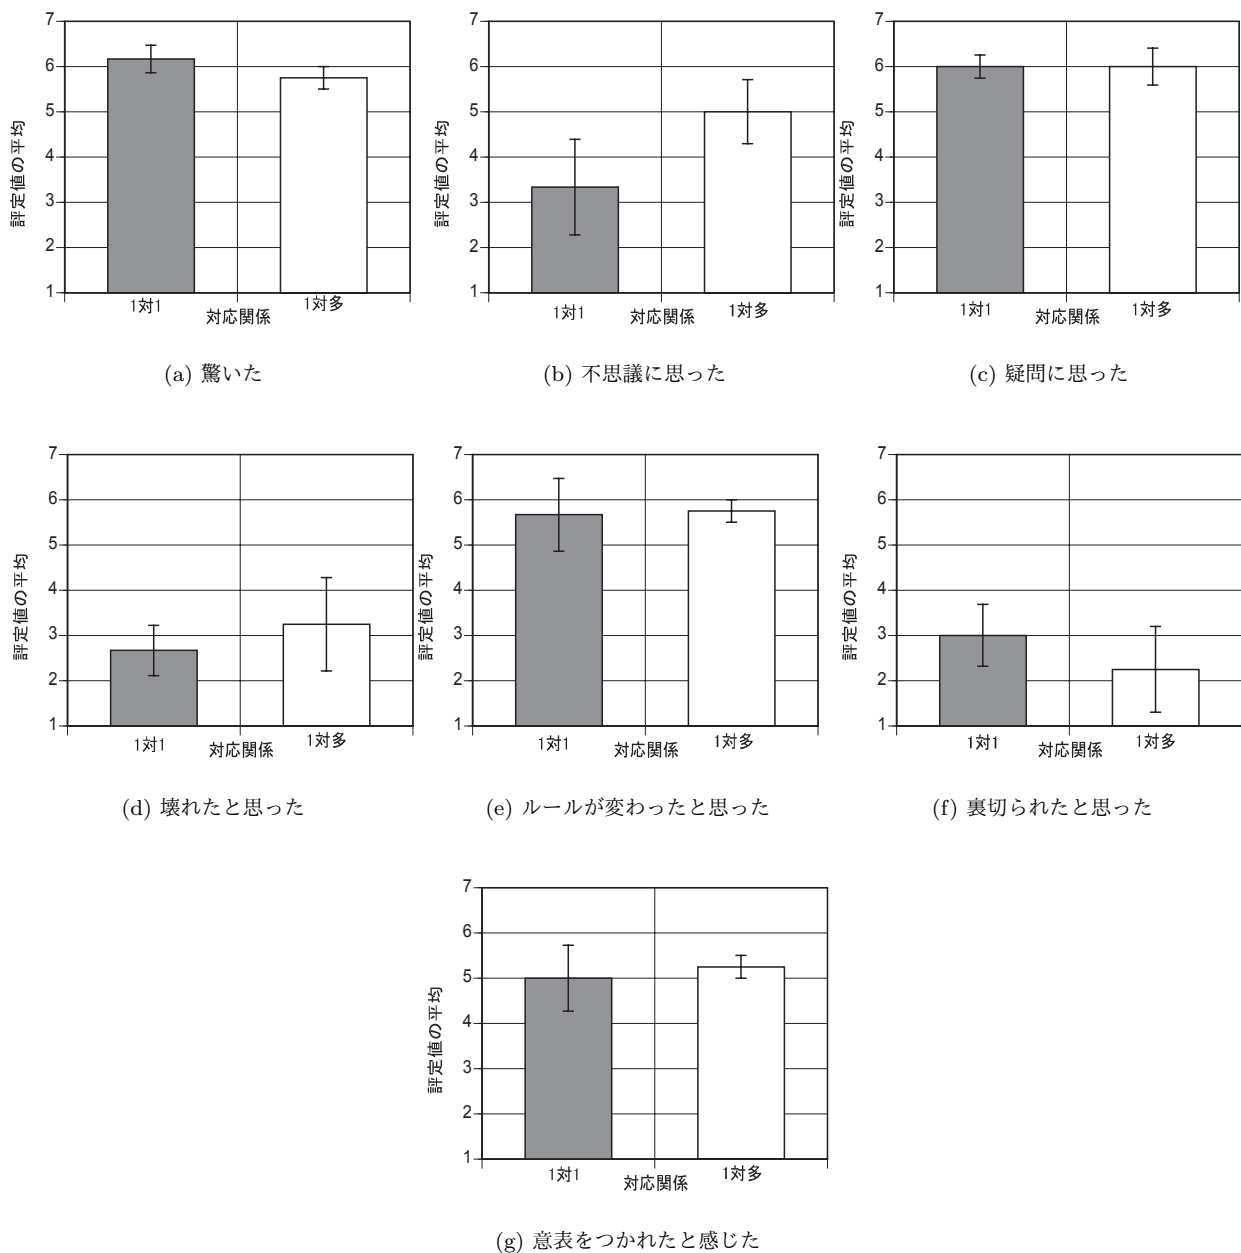 7
6
5
4
3
2
1
評定値の平均
1対1
対応関係
1対多
(a) 驚いた
7
6
5
4
3
2
1
評定値の平均
1対1
対応関係
1対多
(b) 不思議に思った
7
6
5
4
3
2
1
評定値の平均
1対1
対応関係
1対多
(c) 疑問に思った
7
6
5
4
3
2
1
評定値の平均
1対1
対応関係
1対多
(d) 壊れたと思った
7
6
5
4
3
2
1
評定値の平均
1対1
対応関係
1対多
(e) ルールが変わったと思った
7
6
5
4
3
2
1
評定値の平均
1対1
対応関係
1対多
(f) 裏切られたと思った
7
6
5
4
3
2
1
評定値の平均
1対1
対応関係
1対多
(g) 意表をつかれたと感じた